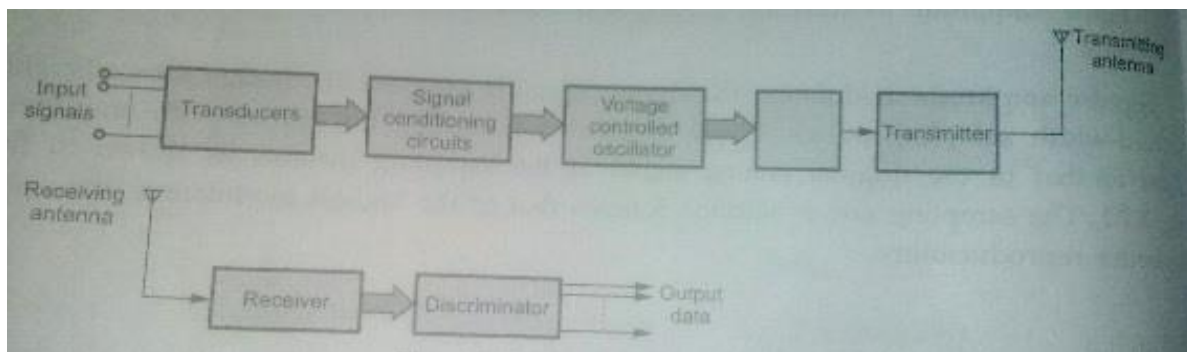 Transmitting
antenna
Input
signals
Transducers
Signal
conditioning
circuits
Voltage
controlled
oscillator
Transmitter
Receiving
antenna
Receiver
Discriminator
Output
data